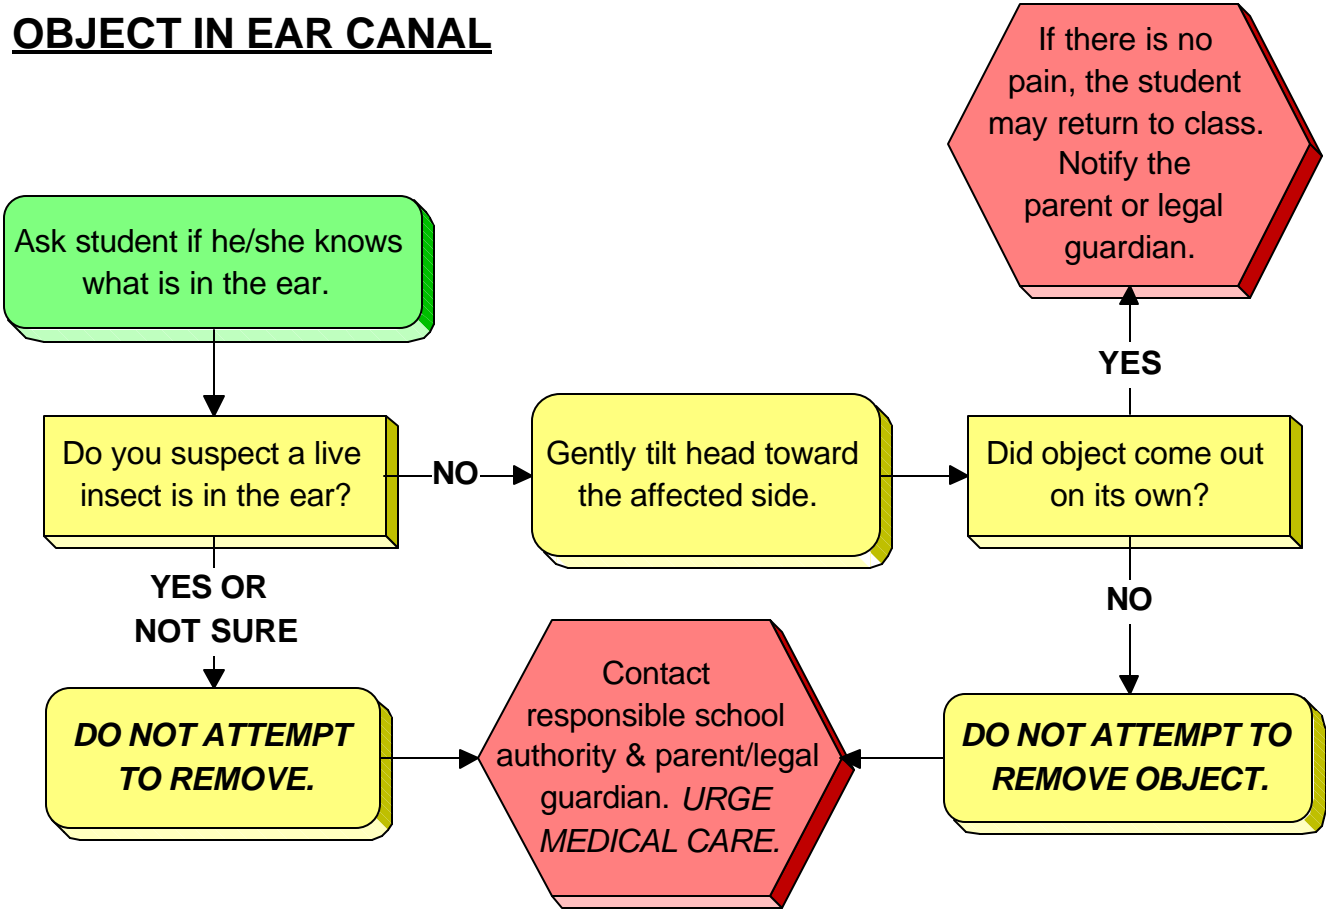 OBJECT IN EAR CANAL
If there is no
pain, the student
may return to class.
Notify the
parent or legal
guardian.
Ask student if he/she knows
what is in the ear.
YES
Do you suspect a live
insect is in the ear?
NO
Gently tilt head toward
the affected side.
Did object come out
on its own?
YES OR
NOT SURE
NO
DO NOT ATTEMPT
TO REMOVE.
Contact
responsible school
authority & parent/legal
guardian. URGE
MEDICAL CARE.
DO NOT ATTEMPT TO
REMOVE OBJECT.